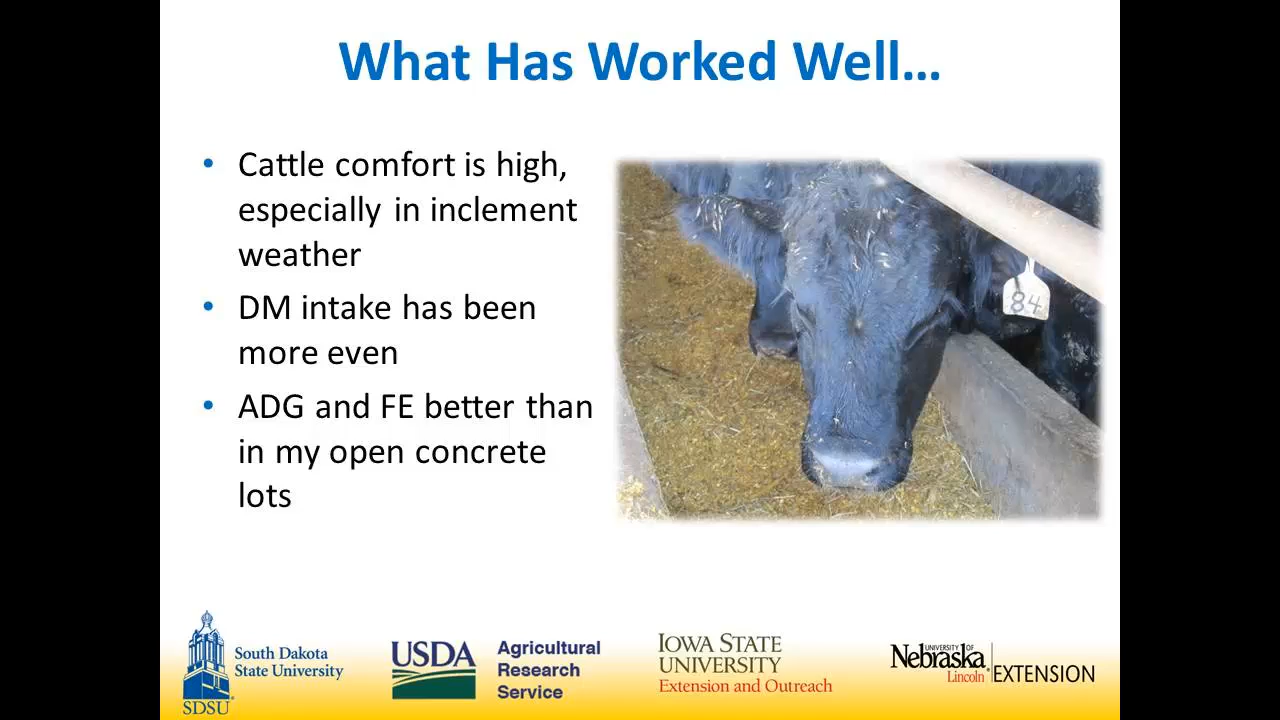 What Has Worked Well...
• Cattle comfort is high,
especially in inclement
weather
• DM intake has been
more even
• ADG and FE better than
in my open concrete
lots
84
South Dakota
State University
SDSU
USDA
Agricultural
Research
Service
IOWA STATE
UNIVERSITY
Extension and Outreach
UNIVERSITY OF
Nebraska
Lincoln
EXTENSION